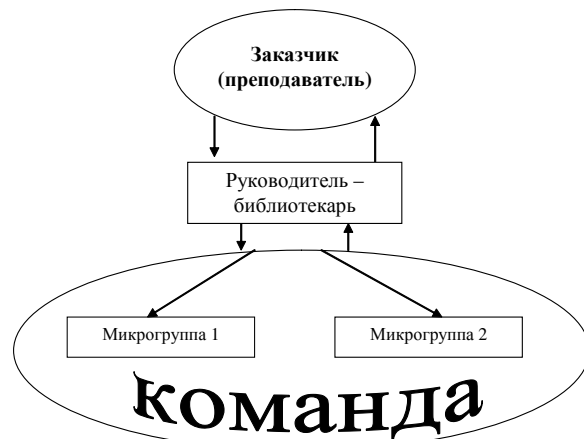 Заказчик
(преподаватель)
Руководитель –
библиотекарь
Микрогруппа 1
Микрогруппа 2
команда